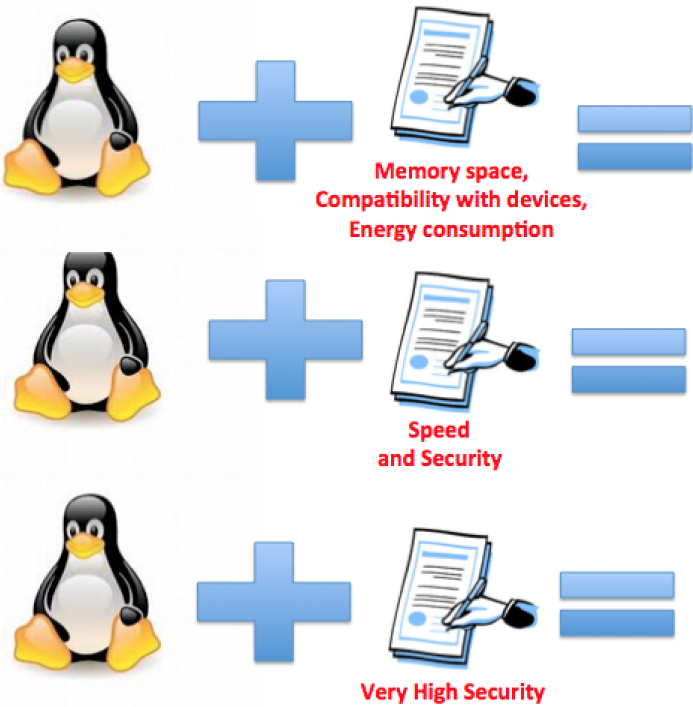 Memory space,
Compatibility with devices,
Energy consumption
Speed
and Security
Very High Security